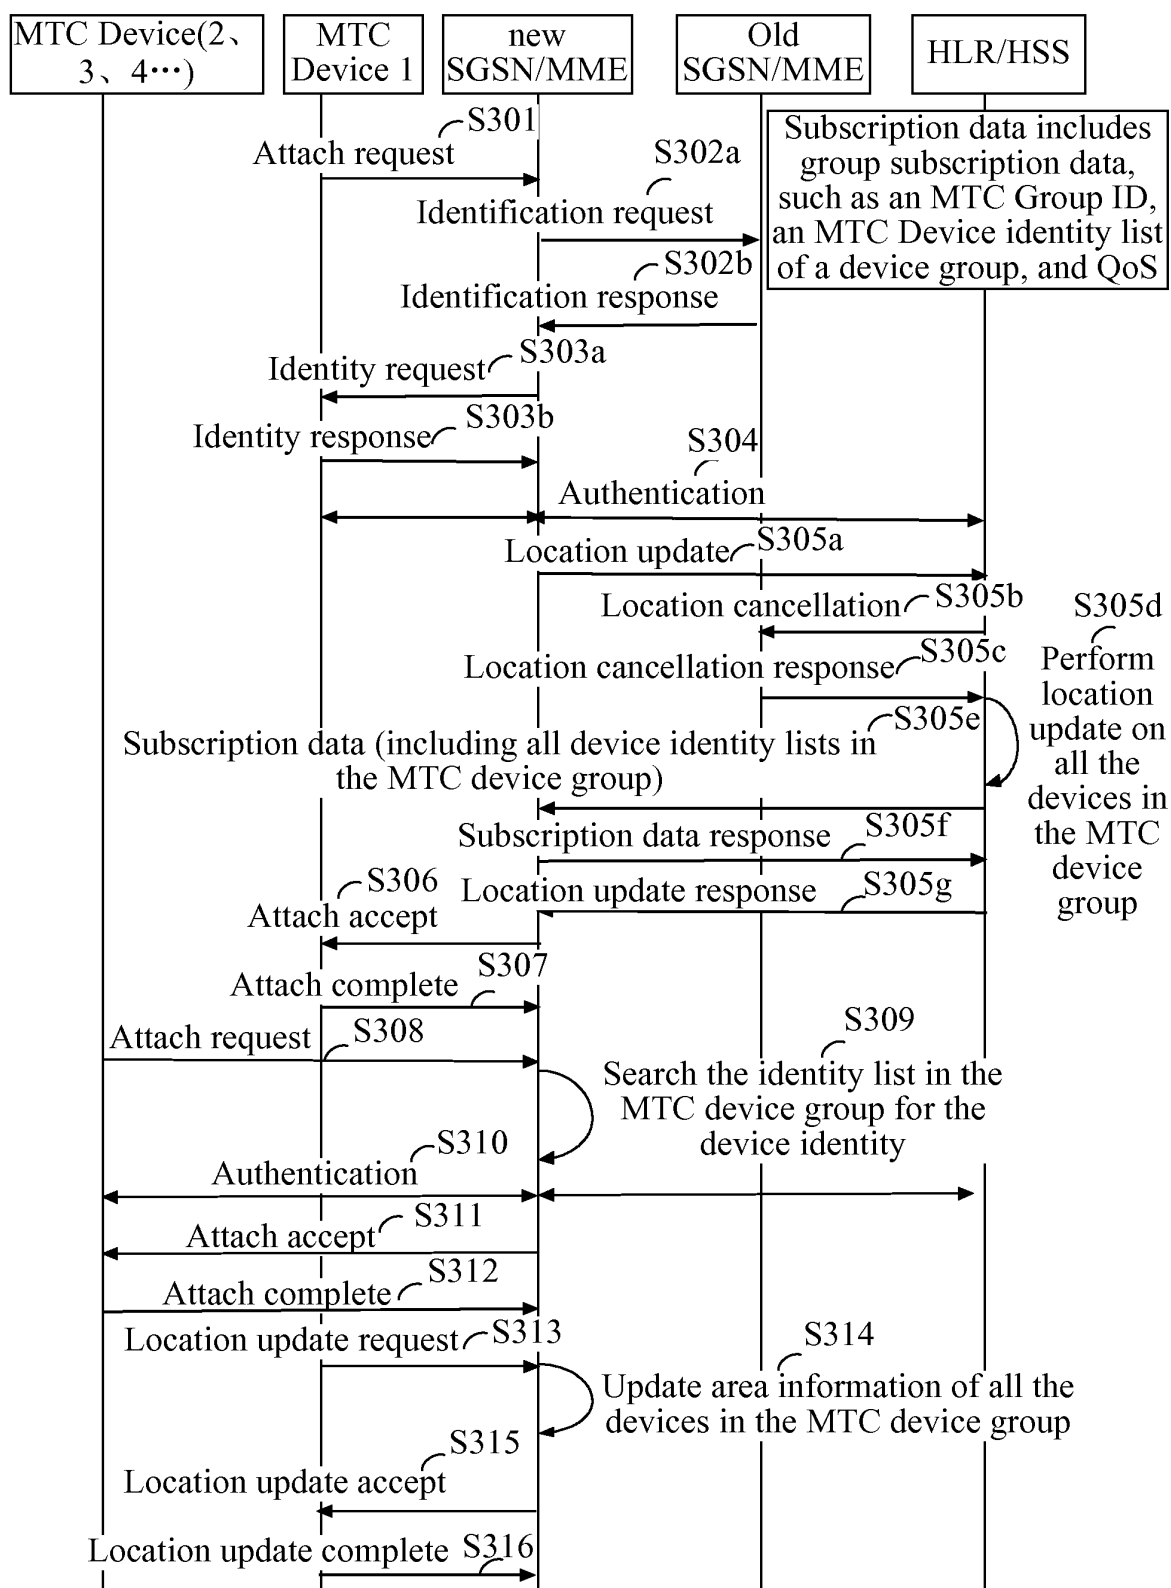 MTC Device(2、
3、4···)
MTC
Device 1
new
SGSN/MME
Old
SGSN/MME
HLR/HSS
Subscription data includes
group subscription data,
such as an MTC Group ID,
an MTC Device identity list
of a device group, and QoS
S301
Attach request
S302a
Identification request
S302b
Identification response
S303a
Identity request
S303b
Identity response
S304
Authentication
S305a
Location update
S305b
Location cancellation
S305c
Location cancellation response
S305d
Perform
location
update on
all the
devices in
the MTC
device
group
S305e
Subscription data (including all device identity lists in
the MTC device group)
S305f
Subscription data response
S305g
Location update response
S306
Attach accept
S307
Attach complete
S308
Attach request
S309
Search the identity list in the
MTC device group for the
device identity
S310
Authentication
S311
Attach accept
S312
Attach complete
S313
Location update request
S314
Update area information of all the
devices in the MTC device group
S315
Location update accept
S316
Location update complete